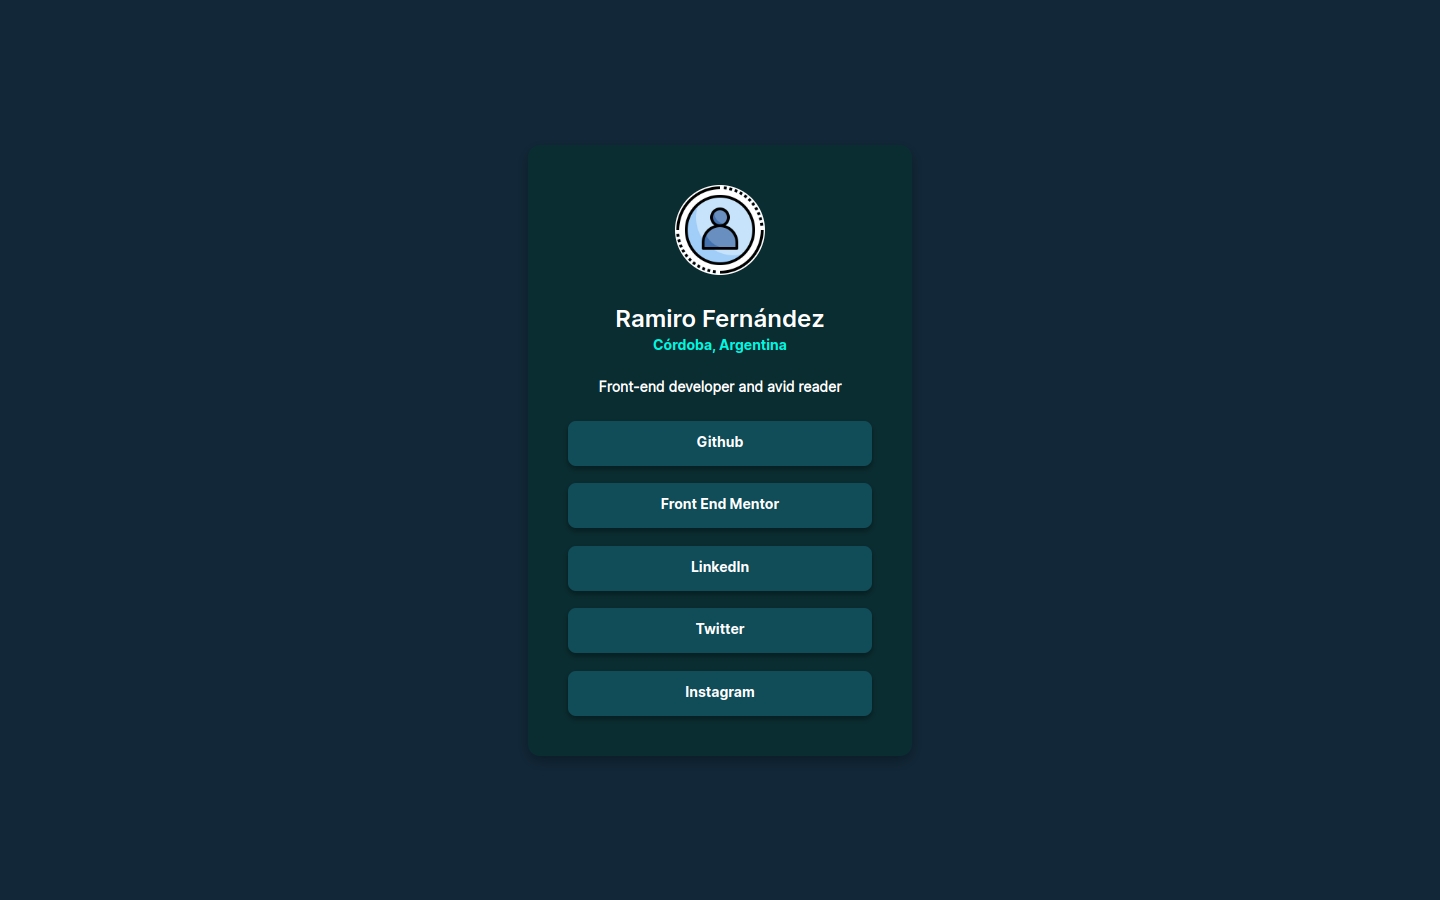 Ramiro Fernández
Córdoba, Argentina
Front-end developer and avid reader
Github
Front End Mentor
LinkedIn
Twitter
Instagram